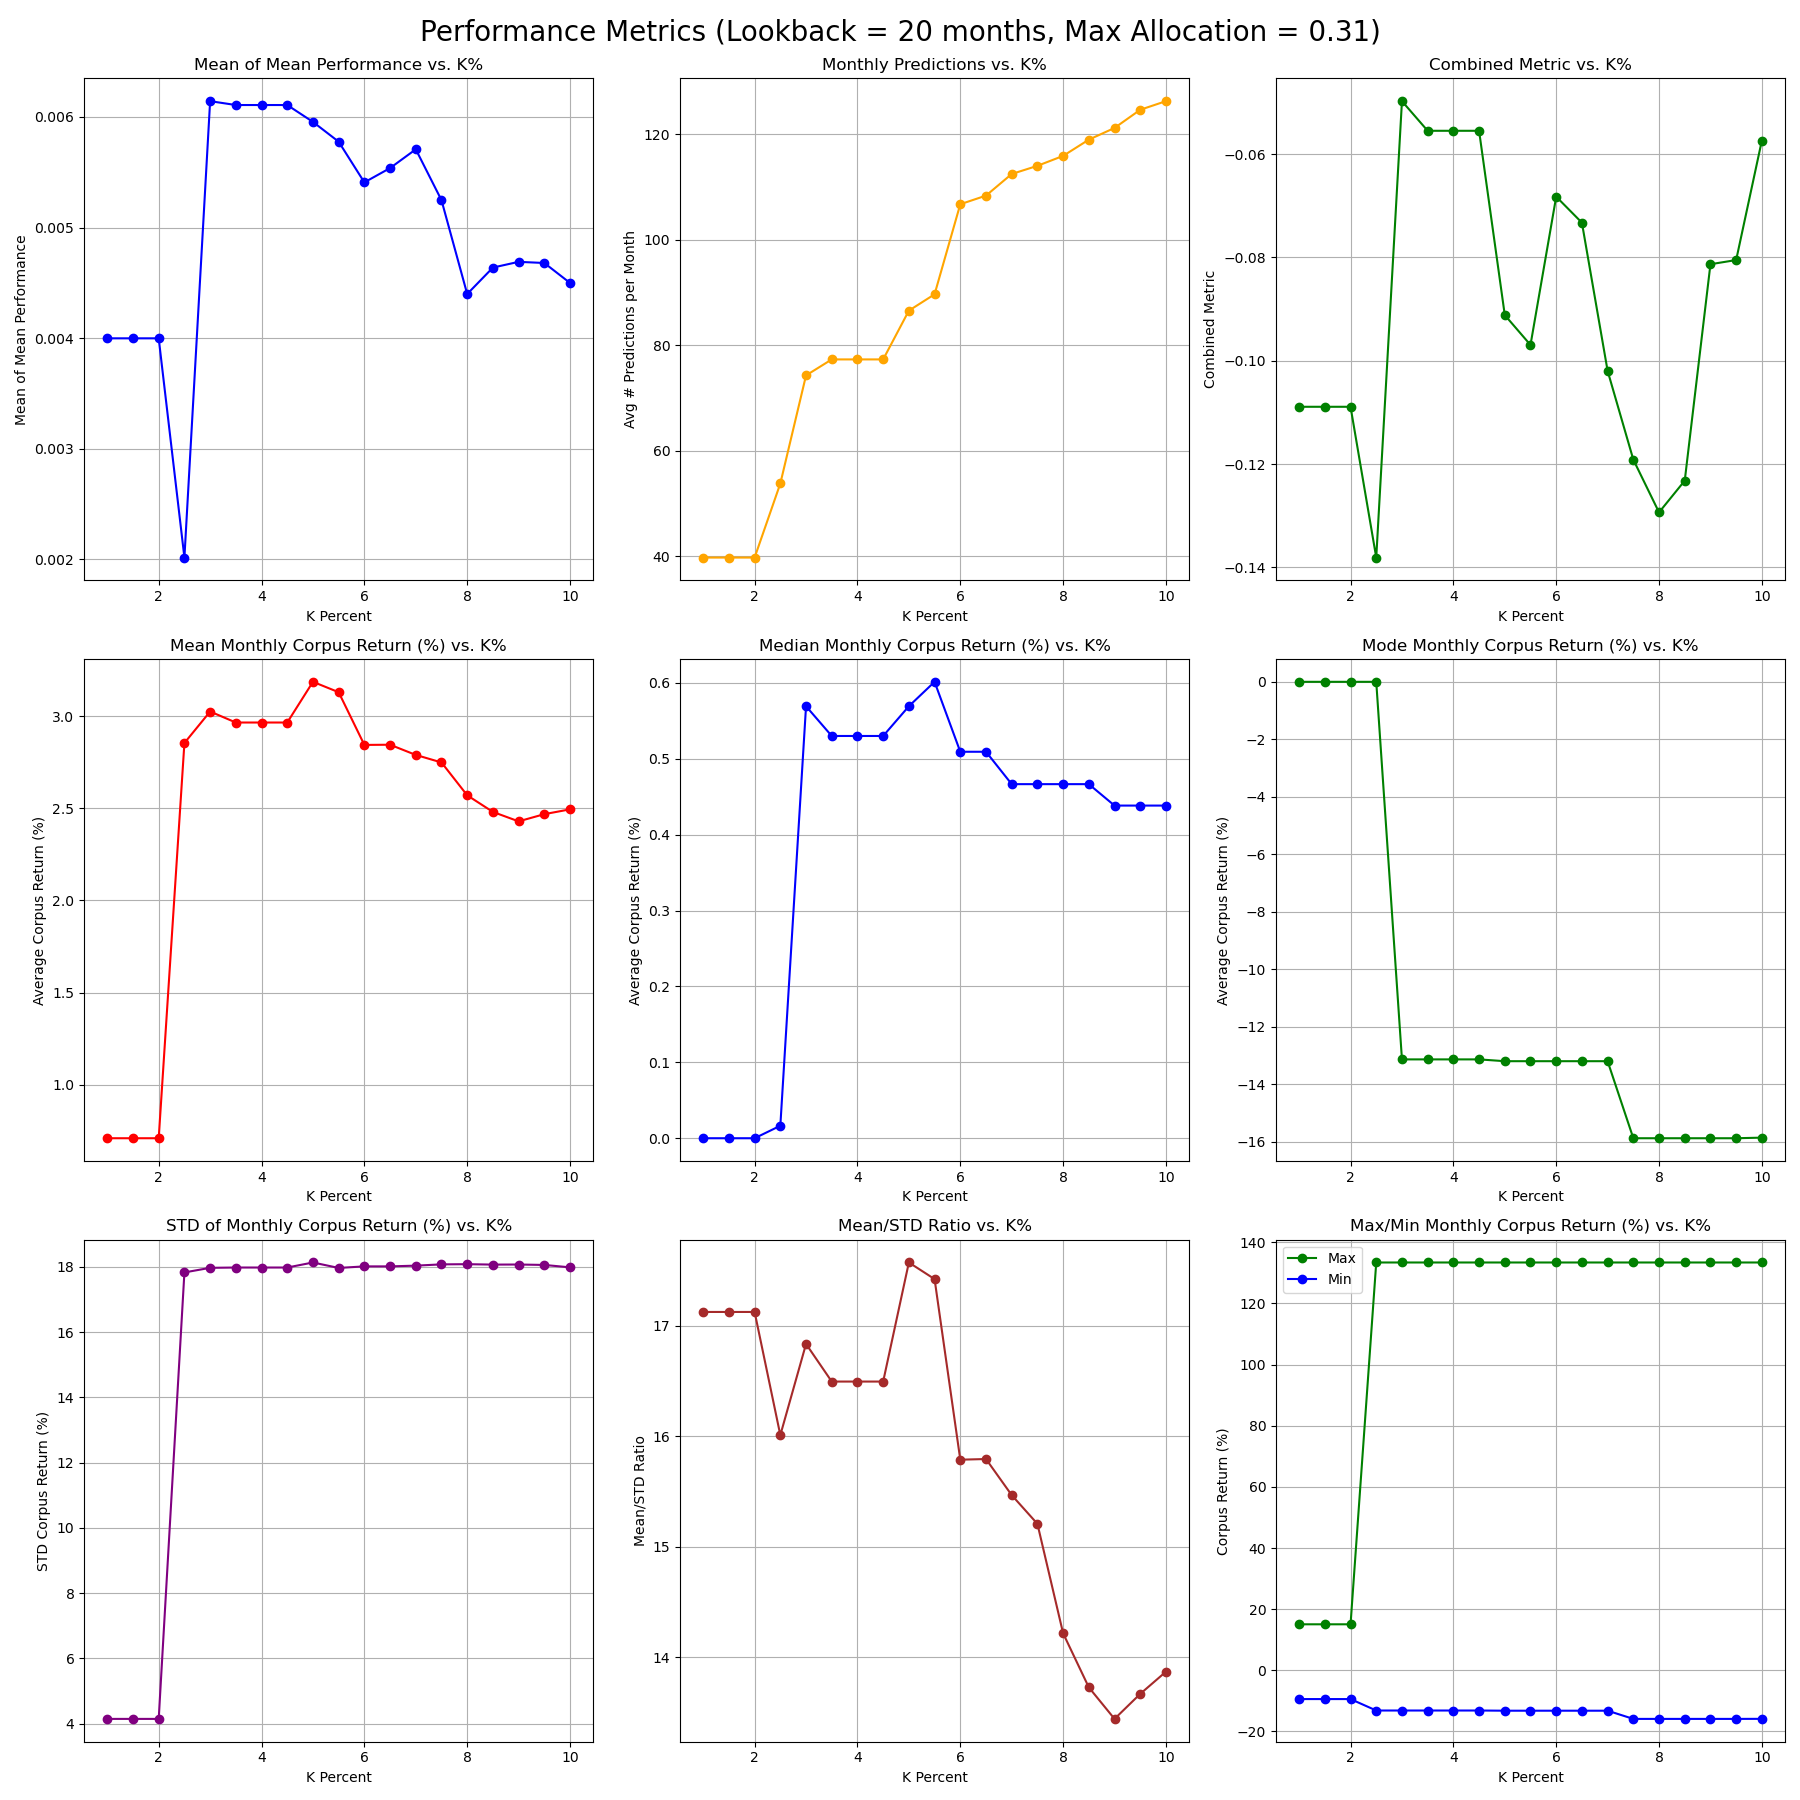 Performance Metrics (Lookback = 20 months, Max Allocation = 0.31)
Mean of Mean Performance vs. K%
Mean of Mean Performance
0.006
0.005
0.004
0.003
0.002
2 4 6 8 10
K Percent
Monthly Predictions vs. K%
Avg # Predictions per Month
120
100
80
60
40
2 4 6 8 10
K Percent
Combined Metric vs. K%
Combined Metric
−0.06
−0.08
−0.10
−0.12
−0.14
2 4 6 8 10
K Percent
Mean Monthly Corpus Return (%) vs. K%
Average Corpus Return (%)
3.0
2.5
2.0
1.5
1.0
2 4 6 8 10
K Percent
Median Monthly Corpus Return (%) vs. K%
Average Corpus Return (%)
0.6
0.5
0.4
0.3
0.2
0.1
0.0
2 4 6 8 10
K Percent
Mode Monthly Corpus Return (%) vs. K%
Average Corpus Return (%)
0
−2
−4
−6
−8
−10
−12
−14
−16
2 4 6 8 10
K Percent
STD of Monthly Corpus Return (%) vs. K%
STD Corpus Return (%)
18
16
14
12
10
8
6
4
2 4 6 8 10
K Percent
Mean/STD Ratio vs. K%
Mean/STD Ratio
17
16
15
14
2 4 6 8 10
K Percent
Max/Min Monthly Corpus Return (%) vs. K%
Corpus Return (%)
Max
Min
140
120
100
80
60
40
20
0
−20
2 4 6 8 10
K Percent